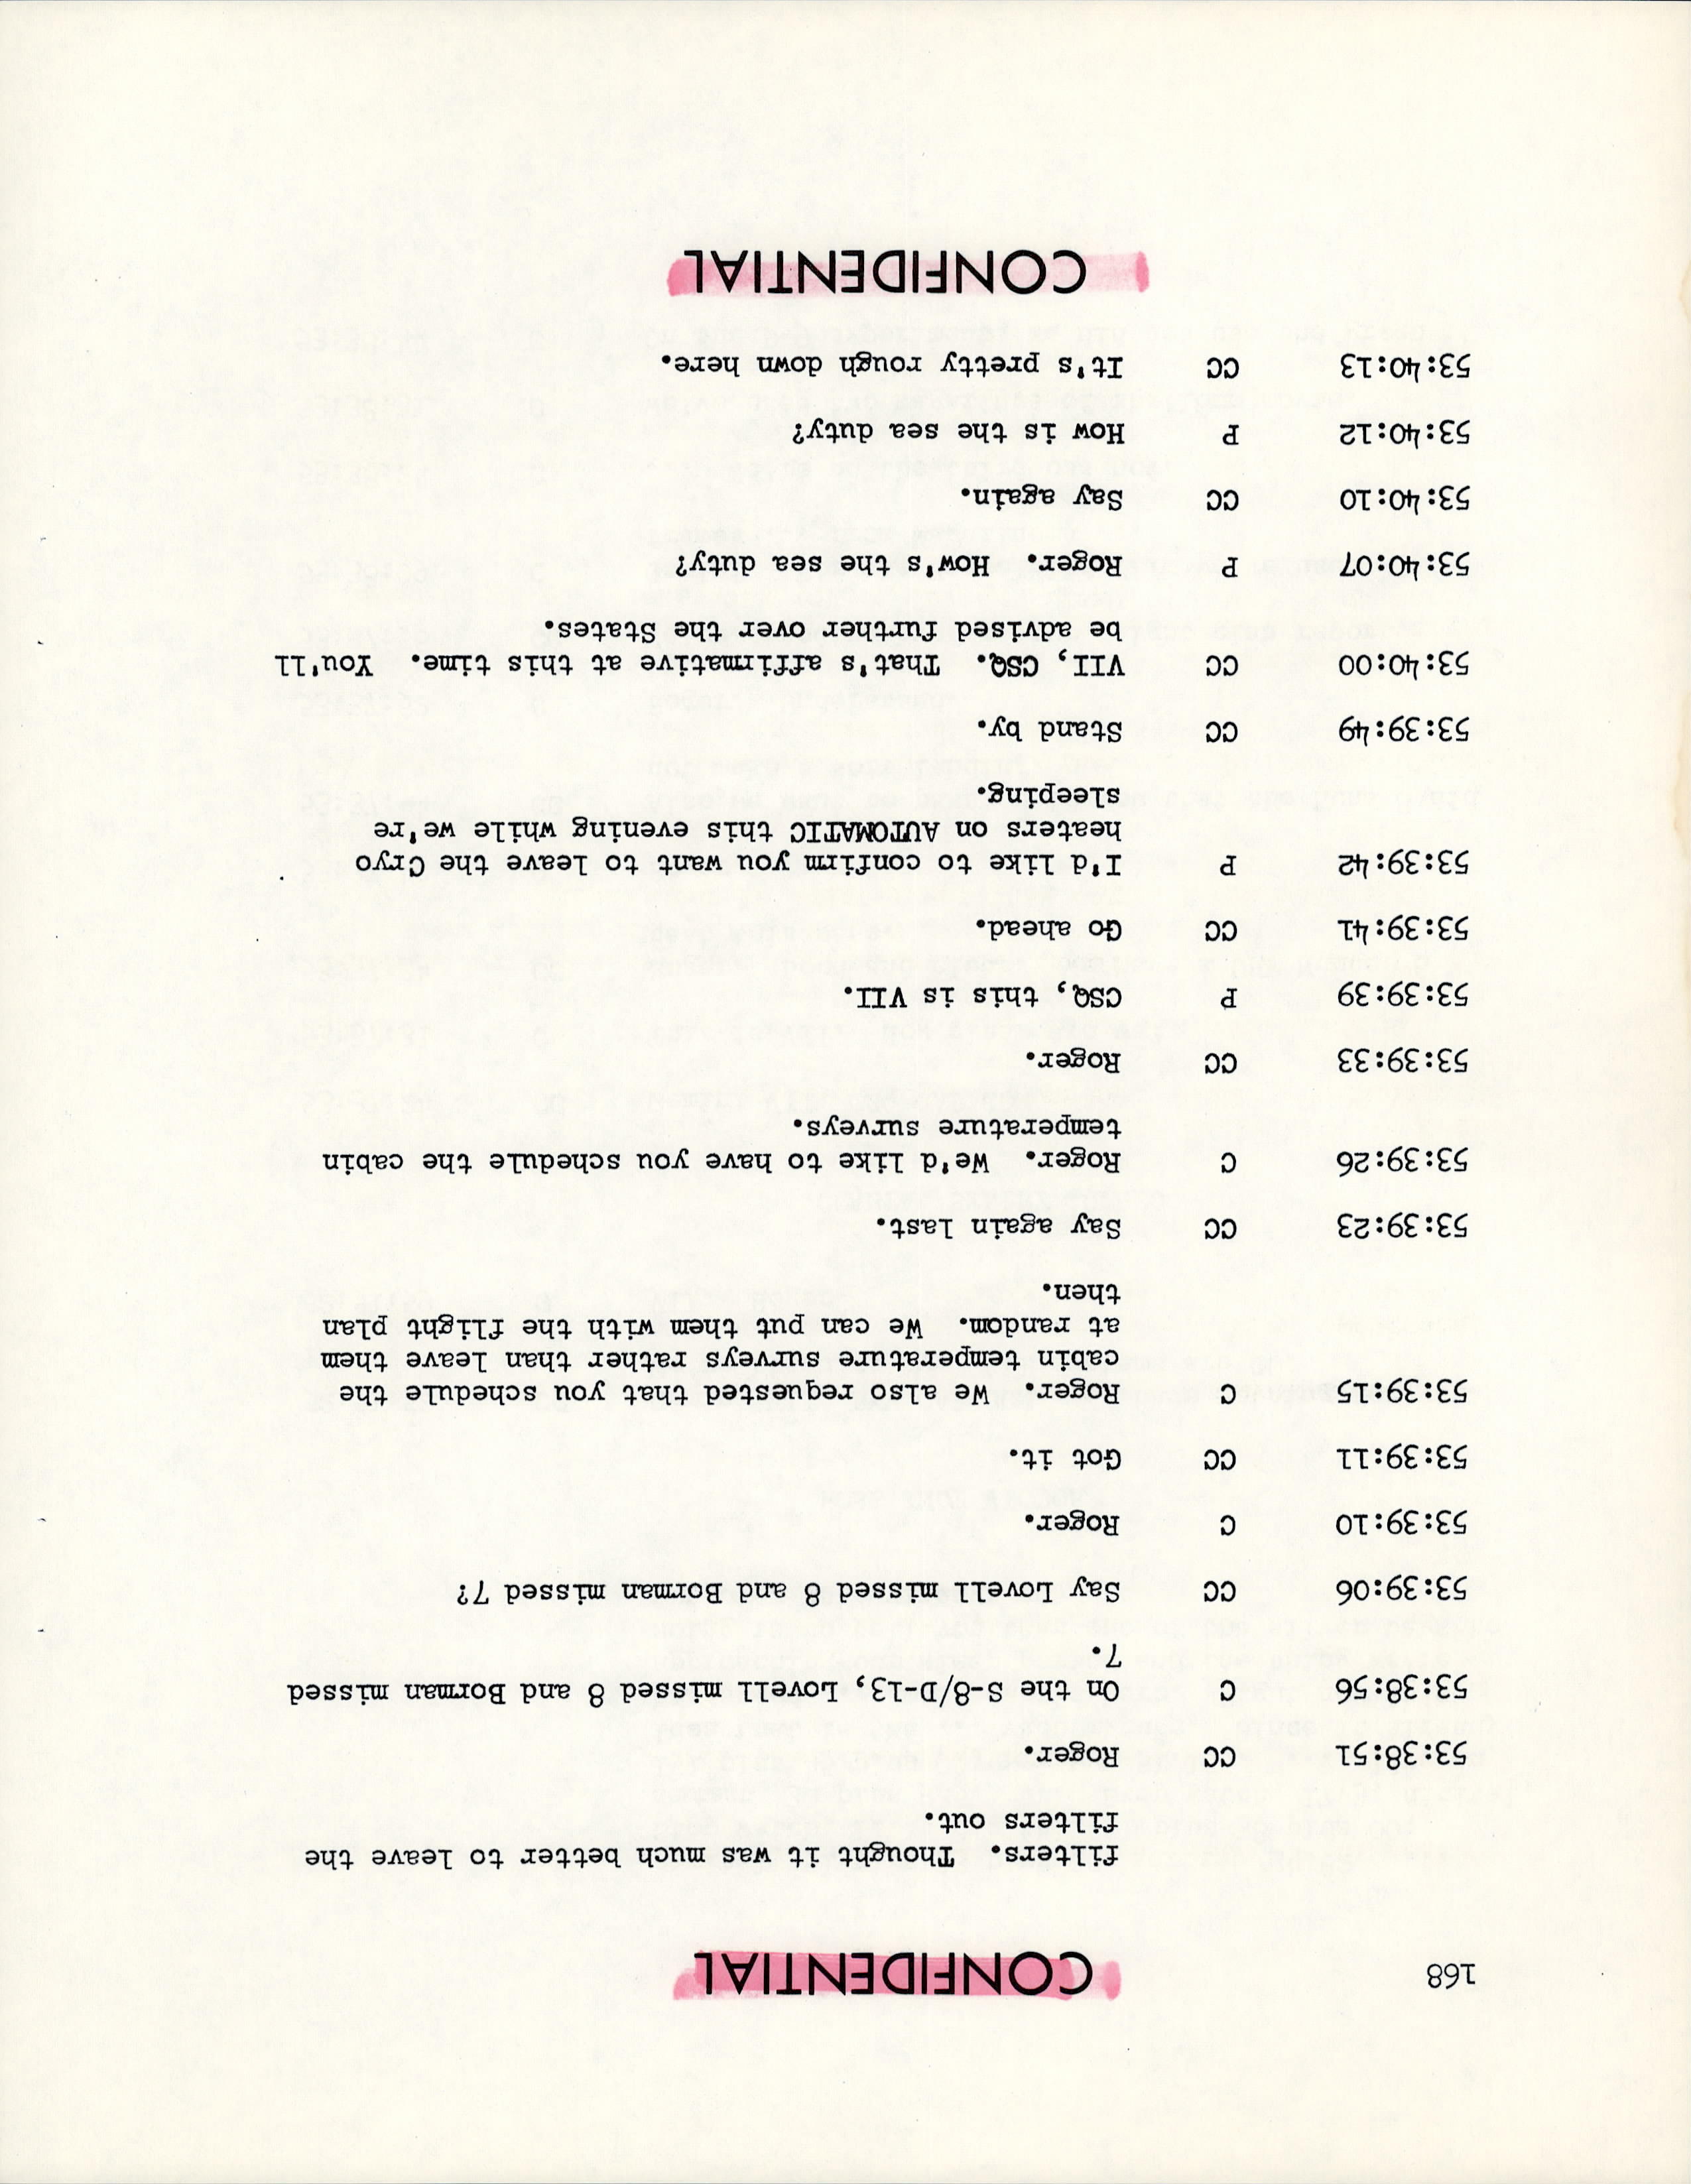 168
CONFIDENTIAL
filters. Thought it was much better to leave the
filters out.
53:38:51 CC Roger.
53:38:56 C On the S-8/D-13, Lovell missed 8 and Borman missed
7.
53:39:06 CC Say Lovell missed 8 and Borman missed 7?
53:39:10 C Roger.
53:39:11 CC Got it.
53:39:15 C Roger. We also requested that you schedule the
cabin temperature surveys rather than leave them
at random. We can put them with the flight plan
then.
53:39:23 CC Say again last.
53:39:26 C Roger. We'd like to have you schedule the cabin
temperature surveys.
53:39:33 CC Roger.
53:39:39 P CSQ, this is VII.
53:39:41 CC Go ahead.
53:39:42 P I'd like to confirm you want to leave the Cryo
heaters on AUTOMATIC this evening while we're
sleeping.
53:39:49 CC Stand by.
53:40:00 CC VII, CSQ. That's affirmative at this time. You'll
be advised further over the States.
53:40:07 P Roger. How's the sea duty?
53:40:10 CC Say again.
53:40:12 P How is the sea duty?
53:40:13 CC It's pretty rough down here.
CONFIDENTIAL